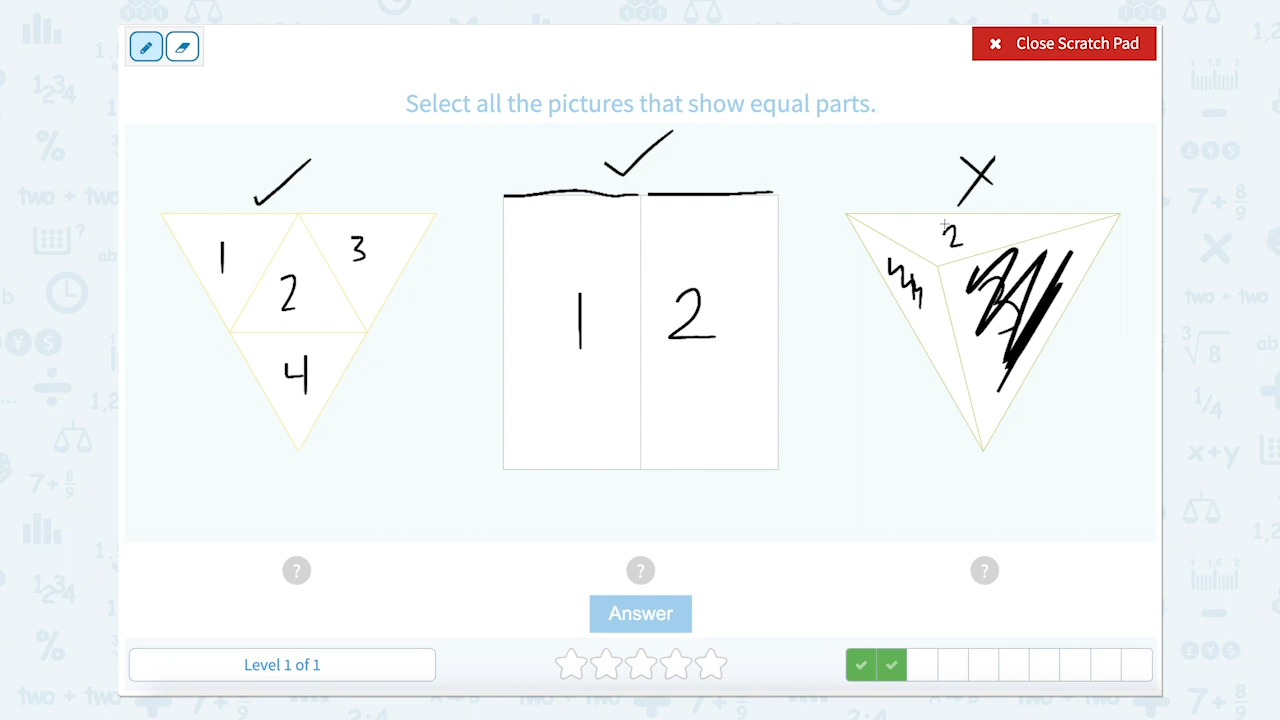 Close Scratch Pad
Select all the pictures that show equal parts.
1
2
3
4
1
2
2
?
?
?
Answer
Level 1 of 1